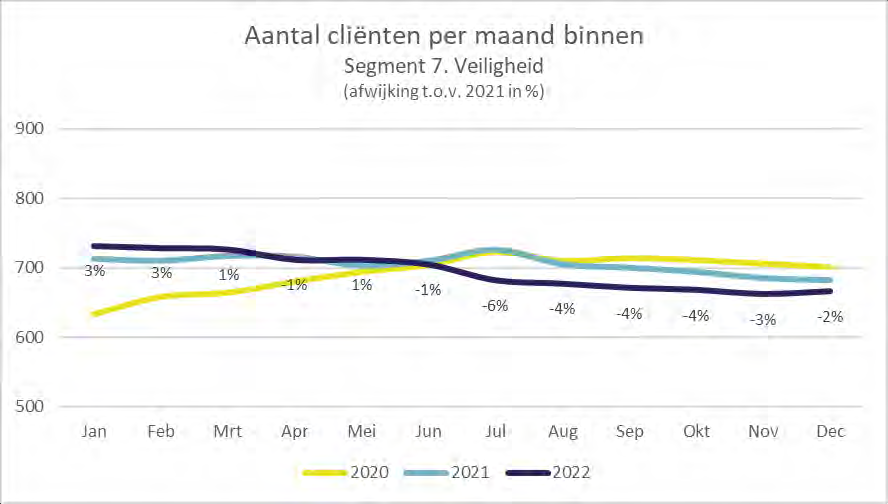 Aantal cliënten per maand binnen
Segment 7. Veiligheid
(afwijking t.o.v. 2021 in %)
900
800
700
600
500
3% 3% 1% -1% 1% -1% -6% -4% -4% -4% -3% -2%
Jan Feb Mrt Apr Mei Jun Jul Aug Sep Okt Nov Dec
2020 2021 2022